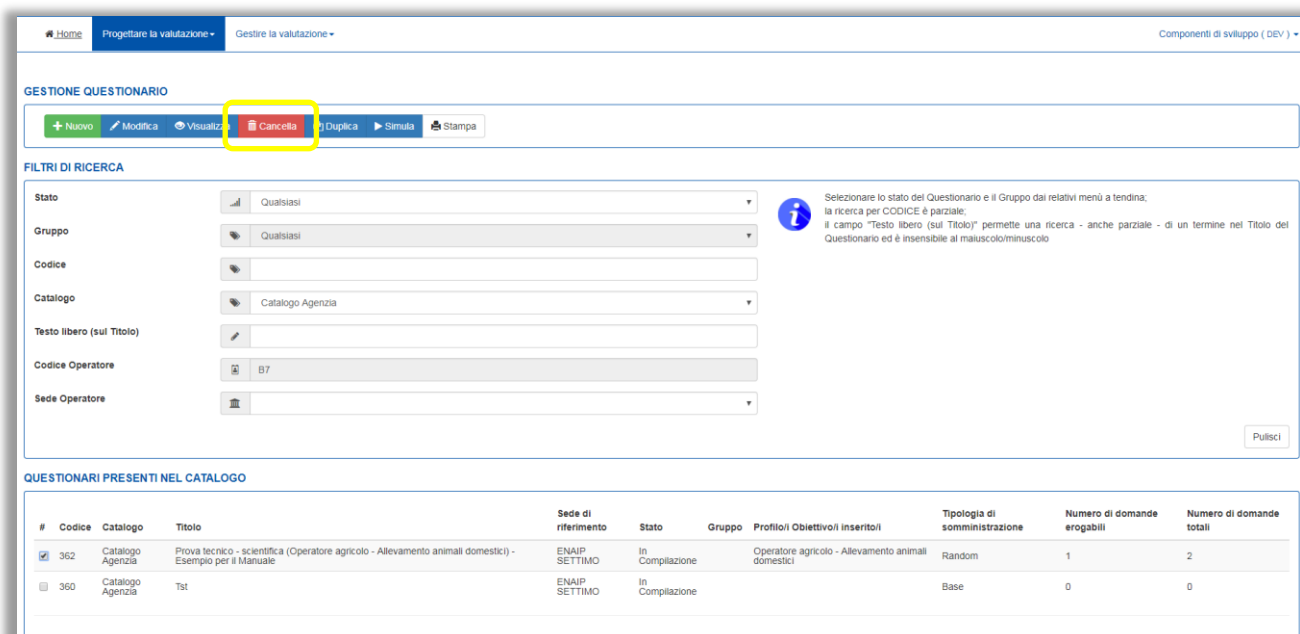 Home Progettare la valutazione Gestire la valutazione Componenti di sviluppo ( DEV )
GESTIONE QUESTIONARIO
Nuovo Modifica Visualizza Cancella Duplica Simula Stampa
FILTRI DI RICERCA
Stato Qualsiasi
Gruppo Qualsiasi
Codice
Catalogo Catalogo Agenzia
Testo libero (sul Titolo)
Codice Operatore B7
Sede Operatore
Selezionare lo stato del Questionario e il Gruppo dai relativi menù a tendina;
la ricerca per CODICE è parziale;
il campo "Testo libero (sul Titolo)" permette una ricerca - anche parziale - di un termine nel Titolo del
Questionario ed è insensibile al maiuscolo/minuscolo
Pulisci
QUESTIONARI PRESENTI NEL CATALOGO
# Codice Catalogo Titolo Sede di riferimento Stato Gruppo Profilo/i Obiettivo/i inserito/i Tipologia di somministrazione Numero di domande erogabili Numero di domande totali
362 Catalogo Agenzia Prova tecnico - scientifica (Operatore agricolo - Allevamento animali domestici) - Esempio per il Manuale ENAIP SETTIMO In Compilazione Operatore agricolo - Allevamento animali domestici Random 1 2
360 Catalogo Agenzia Tst ENAIP SETTIMO In Compilazione Base 0 0